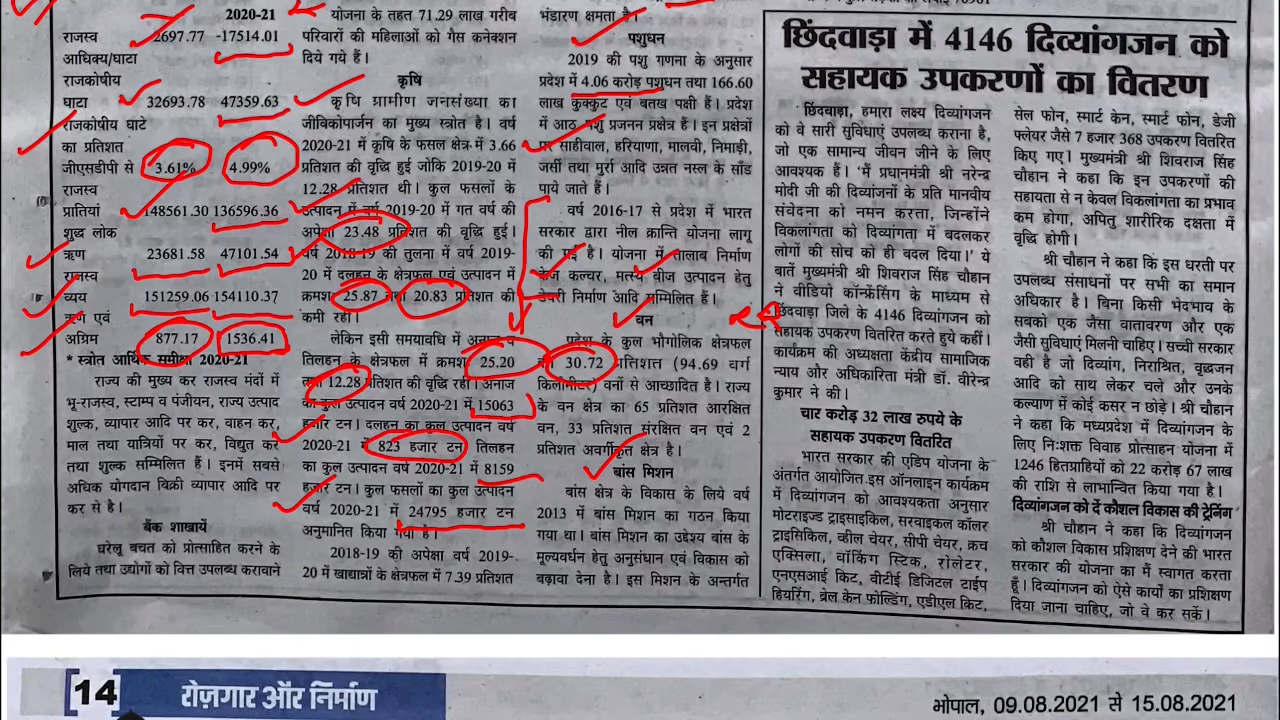 2020-21
राजस्व 2697.77 -17514.01
आधिक्य/घाटा
राजकोषीय
घाटा 32693.78 47359.63
राजकोषीय घाटे
का प्रतिशत
जीएसडीपी से 3.61% 4.99%
राजस्व
प्रातियां 148561.30 136596.36
शुद्ध लोक
ऋण 23681.58 47101.54
राजस्व
व्यय 151259.06 154110.37
ऋण एवं
अग्रिम 877.17 1536.41
* स्त्रोत आर्थिक समीक्षा 2020-21
राज्य की मुख्य कर राजस्व मंदों में
भू-राजस्व, स्टाम्प व पंजीयन, राज्य उत्पाद
शुल्क, व्यापार आदि पर कर, वाहन कर,
माल तथा यात्रियों पर कर, विद्युत कर
तथा शुल्क सम्मिलित हैं। इनमें सबसे
अधिक योगदान बिक्री व्यापार आदि पर
कर से है।
बैंक शाखायें
घरेलू बचत को प्रोत्साहित करने के
लिये तथा उद्योगों को वित्त उपलब्ध करावाने
योजना के तहत 71.29 लाख गरीब
परिवारों की महिलाओं को गैस कनेक्शन
दिये गये हैं।
कृषि
कृषि ग्रामीण जनसंख्या का
जीविकोपार्जन का मुख्य स्त्रोत है। वर्ष
2020-21 में कृषि के फसल क्षेत्र में 3.66
प्रतिशत की वृद्धि हुई जोकि 2019-20 में
12.28 प्रतिशत थी। कुल फसलों के
उत्पादन में वर्ष 2019-20 में गत वर्ष की
अपेक्षा 23.48 प्रतिशत की वृद्धि हुई।
वर्ष 2018-19 की तुलना में वर्ष 2019-
20 में दलहन के क्षेत्रफल एवं उत्पादन में
क्रमशः 25.87 तथा 20.83 प्रतिशत की
कमी रही।
लेकिन इसी समयावधि में
तिलहन के क्षेत्रफल में क्रमशः 25.20
तथा 12.28 प्रतिशत की वृद्धि रही। अनाज
का कुल उत्पादन वर्ष 2020-21 में 15063
हजार टन। दलहन का कुल उत्पादन वर्ष
2020-21 में 823 हजार टन तिलहन
का कुल उत्पादन वर्ष 2020-21 में 8159
हजार टन। कुल फसलों का कुल उत्पादन
वर्ष 2020-21 में 24795 हजार टन
अनुमानित किया गया है।
2018-19 की अपेक्षा वर्ष 2019-
20 में खाद्यान्नों के क्षेत्रफल में 7.39 प्रतिशत
भंडारण क्षमता है।
पशुधन
2019 की पशु गणना के अनुसार
प्रदेश में 4.06 करोड़ पशुधन तथा 166.60
लाख कुक्कुट एवं बतख पक्षी हैं। प्रदेश
में आठ पशु प्रजनन प्रक्षेत्र हैं। इन प्रक्षेत्रों
पर साहीवाल, हरियाणा, मालवी, निमाड़ी,
जर्सी तथा मुर्रा आदि उन्नत नस्ल के साँड
पाये जाते हैं।
वर्ष 2016-17 से प्रदेश में भारत
सरकार द्वारा नील क्रान्ति योजना लागू
की गई है। योजना में तालाब निर्माण
केज कल्चर, मत्स्य बीज उत्पादन हेतु
हेचरी निर्माण आदि सम्मिलित हैं।
वन
प्रदेश के कुल भौगोलिक क्षेत्रफल
का 30.72 प्रतिशत (94.69 वर्ग
किलोमीटर) वनों से आच्छादित है। राज्य
के वन क्षेत्र का 65 प्रतिशत आरक्षित
वन, 33 प्रतिशत संरक्षित वन एवं 2
प्रतिशत अवर्गीकृत क्षेत्र है।
बांस मिशन
बांस क्षेत्र के विकास के लिये वर्ष
2013 में बांस मिशन का गठन किया
गया था। बांस मिशन का उद्देश्य बांस के
मूल्यवर्धन हेतु अनुसंधान एवं विकास को
बढ़ावा देना है। इस मिशन के अन्तर्गत
छिंदवाड़ा में 4146 दिव्यांगजन को
सहायक उपकरणों का वितरण
छिंदवाड़ा, हमारा लक्ष्य दिव्यांगजन
को वे सारी सुविधाएं उपलब्ध कराना है,
जो एक सामान्य जीवन जीने के लिए
आवश्यक हैं। 'मैं प्रधानमंत्री श्री नरेन्द्र
मोदी जी की दिव्यांजनों के प्रति मानवीय
संवेदना को नमन करता, जिन्होंने
विकलांगता को दिव्यांगता में बदलकर
लोगों की सोच को ही बदल दिया।' ये
बातें मुख्यमंत्री श्री शिवराज सिंह चौहान
ने वीडियो कॉन्फ्रेंसिंग के माध्यम से
छिंदवाड़ा जिले के 4146 दिव्यांगजन को
सहायक उपकरण वितरित करते हुये कहीं।
कार्यक्रम की अध्यक्षता केंद्रीय सामाजिक
न्याय और अधिकारिता मंत्री डॉ. वीरेन्द्र
कुमार ने की।
चार करोड़ 32 लाख रुपये के
सहायक उपकरण वितरित
भारत सरकार की एडिप योजना के
अंतर्गत आयोजित इस ऑनलाइन कार्यक्रम
में दिव्यांगजन को आवश्यकता अनुसार
मोटराइज्ड ट्राइसाइकिल, सरवाइकल कॉलर
ट्राइसिकिल, व्हील चेयर, सीपी चेयर, क्रच
एक्सिला, वॉकिंग स्टिक, रोलेटर,
एनएसआई किट, वीटीई डिजिटल टाईप
हियरिंग, ब्रेल केन फोल्डिंग, एडीएल किट,
सेल फोन, स्मार्ट केन, स्मार्ट फोन, डेजी
प्लेयर जैसे 7 हजार 368 उपकरण वितरित
किए गए। मुख्यमंत्री श्री शिवराज सिंह
चौहान ने कहा कि इन उपकरणों की
सहायता से न केवल विकलांगता का प्रभाव
कम होगा, अपितु शारीरिक दक्षता में
वृद्धि होगी।
श्री चौहान ने कहा कि इस धरती पर
उपलब्ध संसाधनों पर सभी का समान
अधिकार है। बिना किसी भेदभाव के
सबको एक जैसा वातावरण और एक
जैसी सुविधाएं मिलनी चाहिए। सच्ची सरकार
वही है जो दिव्यांग, निराश्रित, वृद्धजन
आदि को साथ लेकर चले और उनके
कल्याण में कोई कसर न छोड़े। श्री चौहान
ने कहा कि मध्यप्रदेश में दिव्यांगजन के
लिए निःशक्त विवाह प्रोत्साहन योजना में
1246 हितग्राहियों को 22 करोड़ 67 लाख
की राशि से लाभान्वित किया गया है।
दिव्यांगजन को दें कौशल विकास की ट्रेनिंग
श्री चौहान ने कहा कि दिव्यांगजन
को कौशल विकास प्रशिक्षण देने की भारत
सरकार की योजना का मैं स्वागत करता
हूँ। दिव्यांगजन को ऐसे कार्यों का प्रशिक्षण
दिया जाना चाहिए, जो वे कर सकें।
14 रोज़गार और निर्माण
भोपाल, 09.08.2021 से 15.08.2021